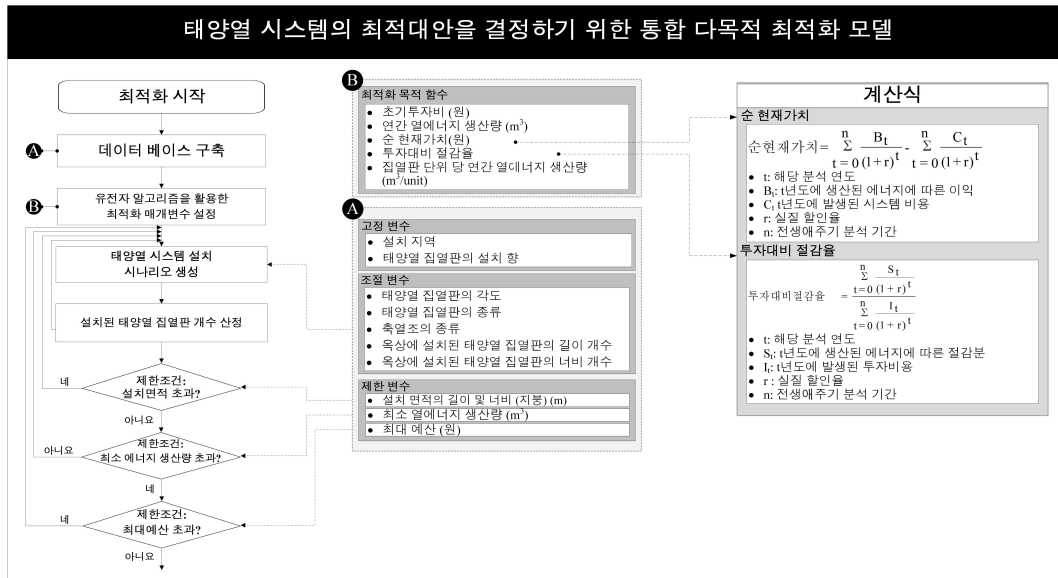 태양열 시스템의 최적대안을 결정하기 위한 통합 다목적 최적화 모델
최적화 시작
A
데이터 베이스 구축
B
유전자 알고리즘을 활용한
최적화 매개변수 설정
태양열 시스템 설치
시나리오 생성
설치된 태양열 집열판 개수 산정
네
제한조건:
설치면적 초과?
아니요
아니요
제한조건:
최소 에너지 생산량 초과?
네
네
제한조건:
최대예산 초과?
아니요
B
최적화 목적 함수
• 초기투자비 (원)
• 연간 열에너지 생산량 (m³)
• 순 현재가치(원)
• 투자대비 절감율
• 집열판 단위 당 연간 열에너지 생산량
(m³/unit)
A
고정 변수
• 설치 지역
• 태양열 집열판의 설치 향
조절 변수
• 태양열 집열판의 각도
• 태양열 집열판의 종류
• 축열조의 종류
• 옥상에 설치된 태양열 집열판의 길이 개수
• 옥상에 설치된 태양열 집열판의 너비 개수
제한 변수
• 설치 면적의 길이 및 너비 (지붕) (m)
• 최소 열에너지 생산량 (m³)
• 최대 예산 (원)
계산식
순 현재가치
순현재가치= n Σ t = 0 Bt (1+r)^t - n Σ t = 0 Ct (1+r)^t
• t: 해당 분석 연도
• Bt: t년도에 생산된 에너지에 따른 이익
• Ct t년도에 발생된 시스템 비용
• r: 실질 할인율
• n: 전생애주기 분석 기간
투자대비 절감율
투자대비절감율 = n Σ t=0 St (1 + r)^t / n Σ t=0 It (1 + r)^t
• t: 해당 분석 연도
• St: t년도에 생산된 에너지에 따른 절감분
• It: t년도에 발생된 투자비용
• r : 실질 할인율
• n: 전생애주기 분석 기간